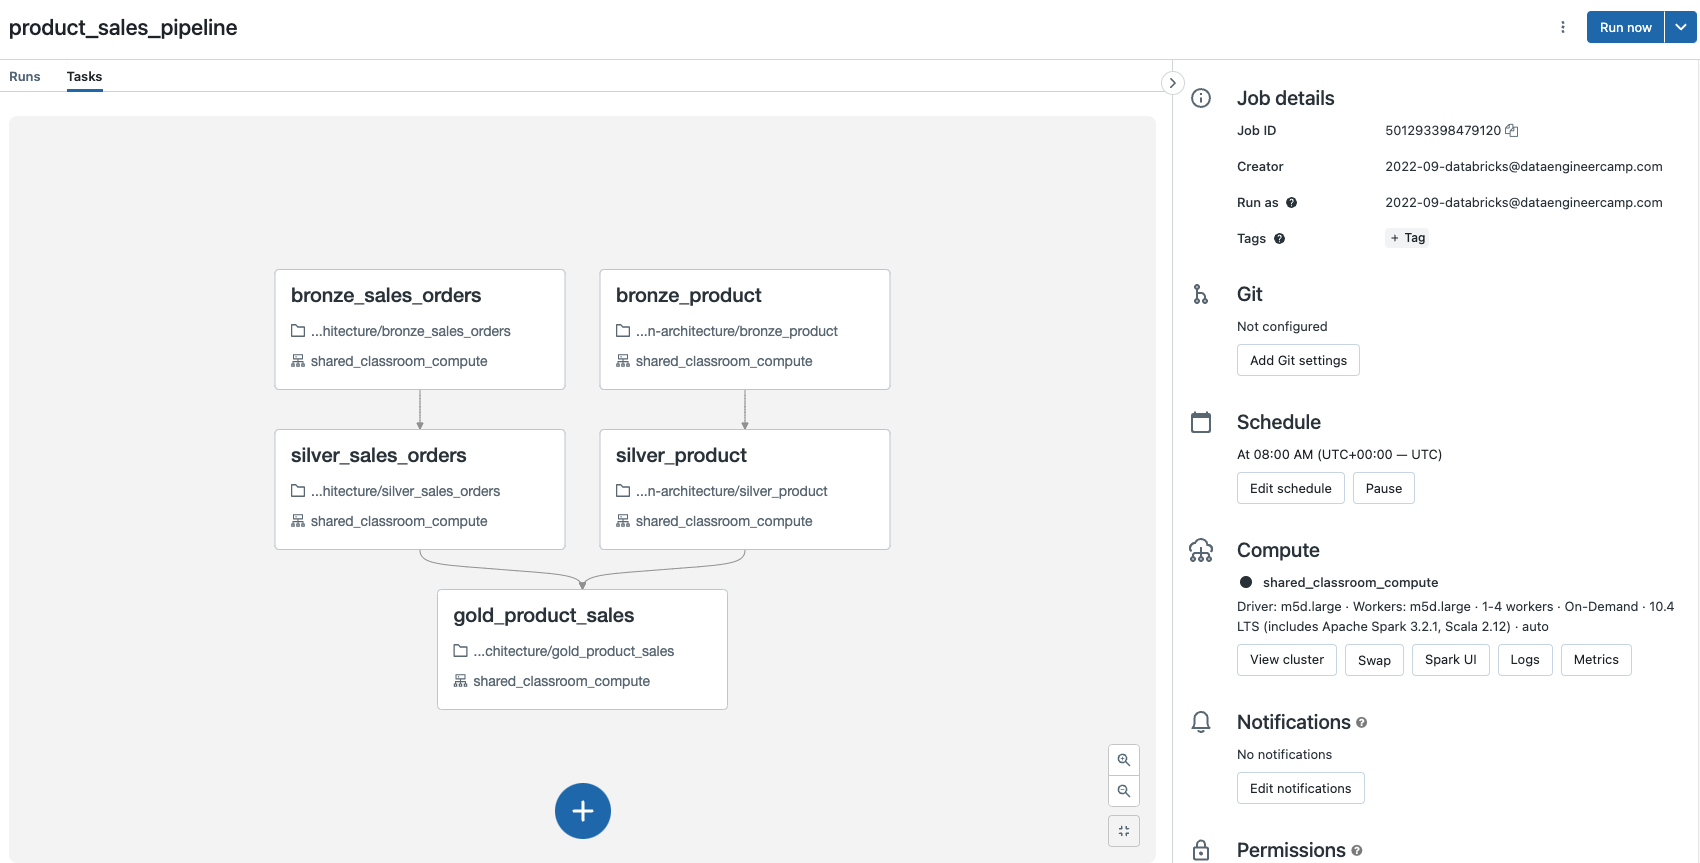 product_sales_pipeline
Run now
Runs
Tasks
bronze_sales_orders
...hitecture/bronze_sales_orders
shared_classroom_compute
bronze_product
...n-architecture/bronze_product
shared_classroom_compute
silver_sales_orders
...hitecture/silver_sales_orders
shared_classroom_compute
silver_product
...n-architecture/silver_product
shared_classroom_compute
gold_product_sales
...chitecture/gold_product_sales
shared_classroom_compute
Job details
Job ID 501293398479120
Creator 2022-09-databricks@dataengineercamp.com
Run as 2022-09-databricks@dataengineercamp.com
Tags + Tag
Git
Not configured
Add Git settings
Schedule
At 08:00 AM (UTC+00:00 — UTC)
Edit schedule Pause
Compute
shared_classroom_compute
Driver: m5d.large · Workers: m5d.large · 1-4 workers · On-Demand · 10.4
LTS (includes Apache Spark 3.2.1, Scala 2.12) · auto
View cluster Swap Spark UI Logs Metrics
Notifications
No notifications
Edit notifications
Permissions